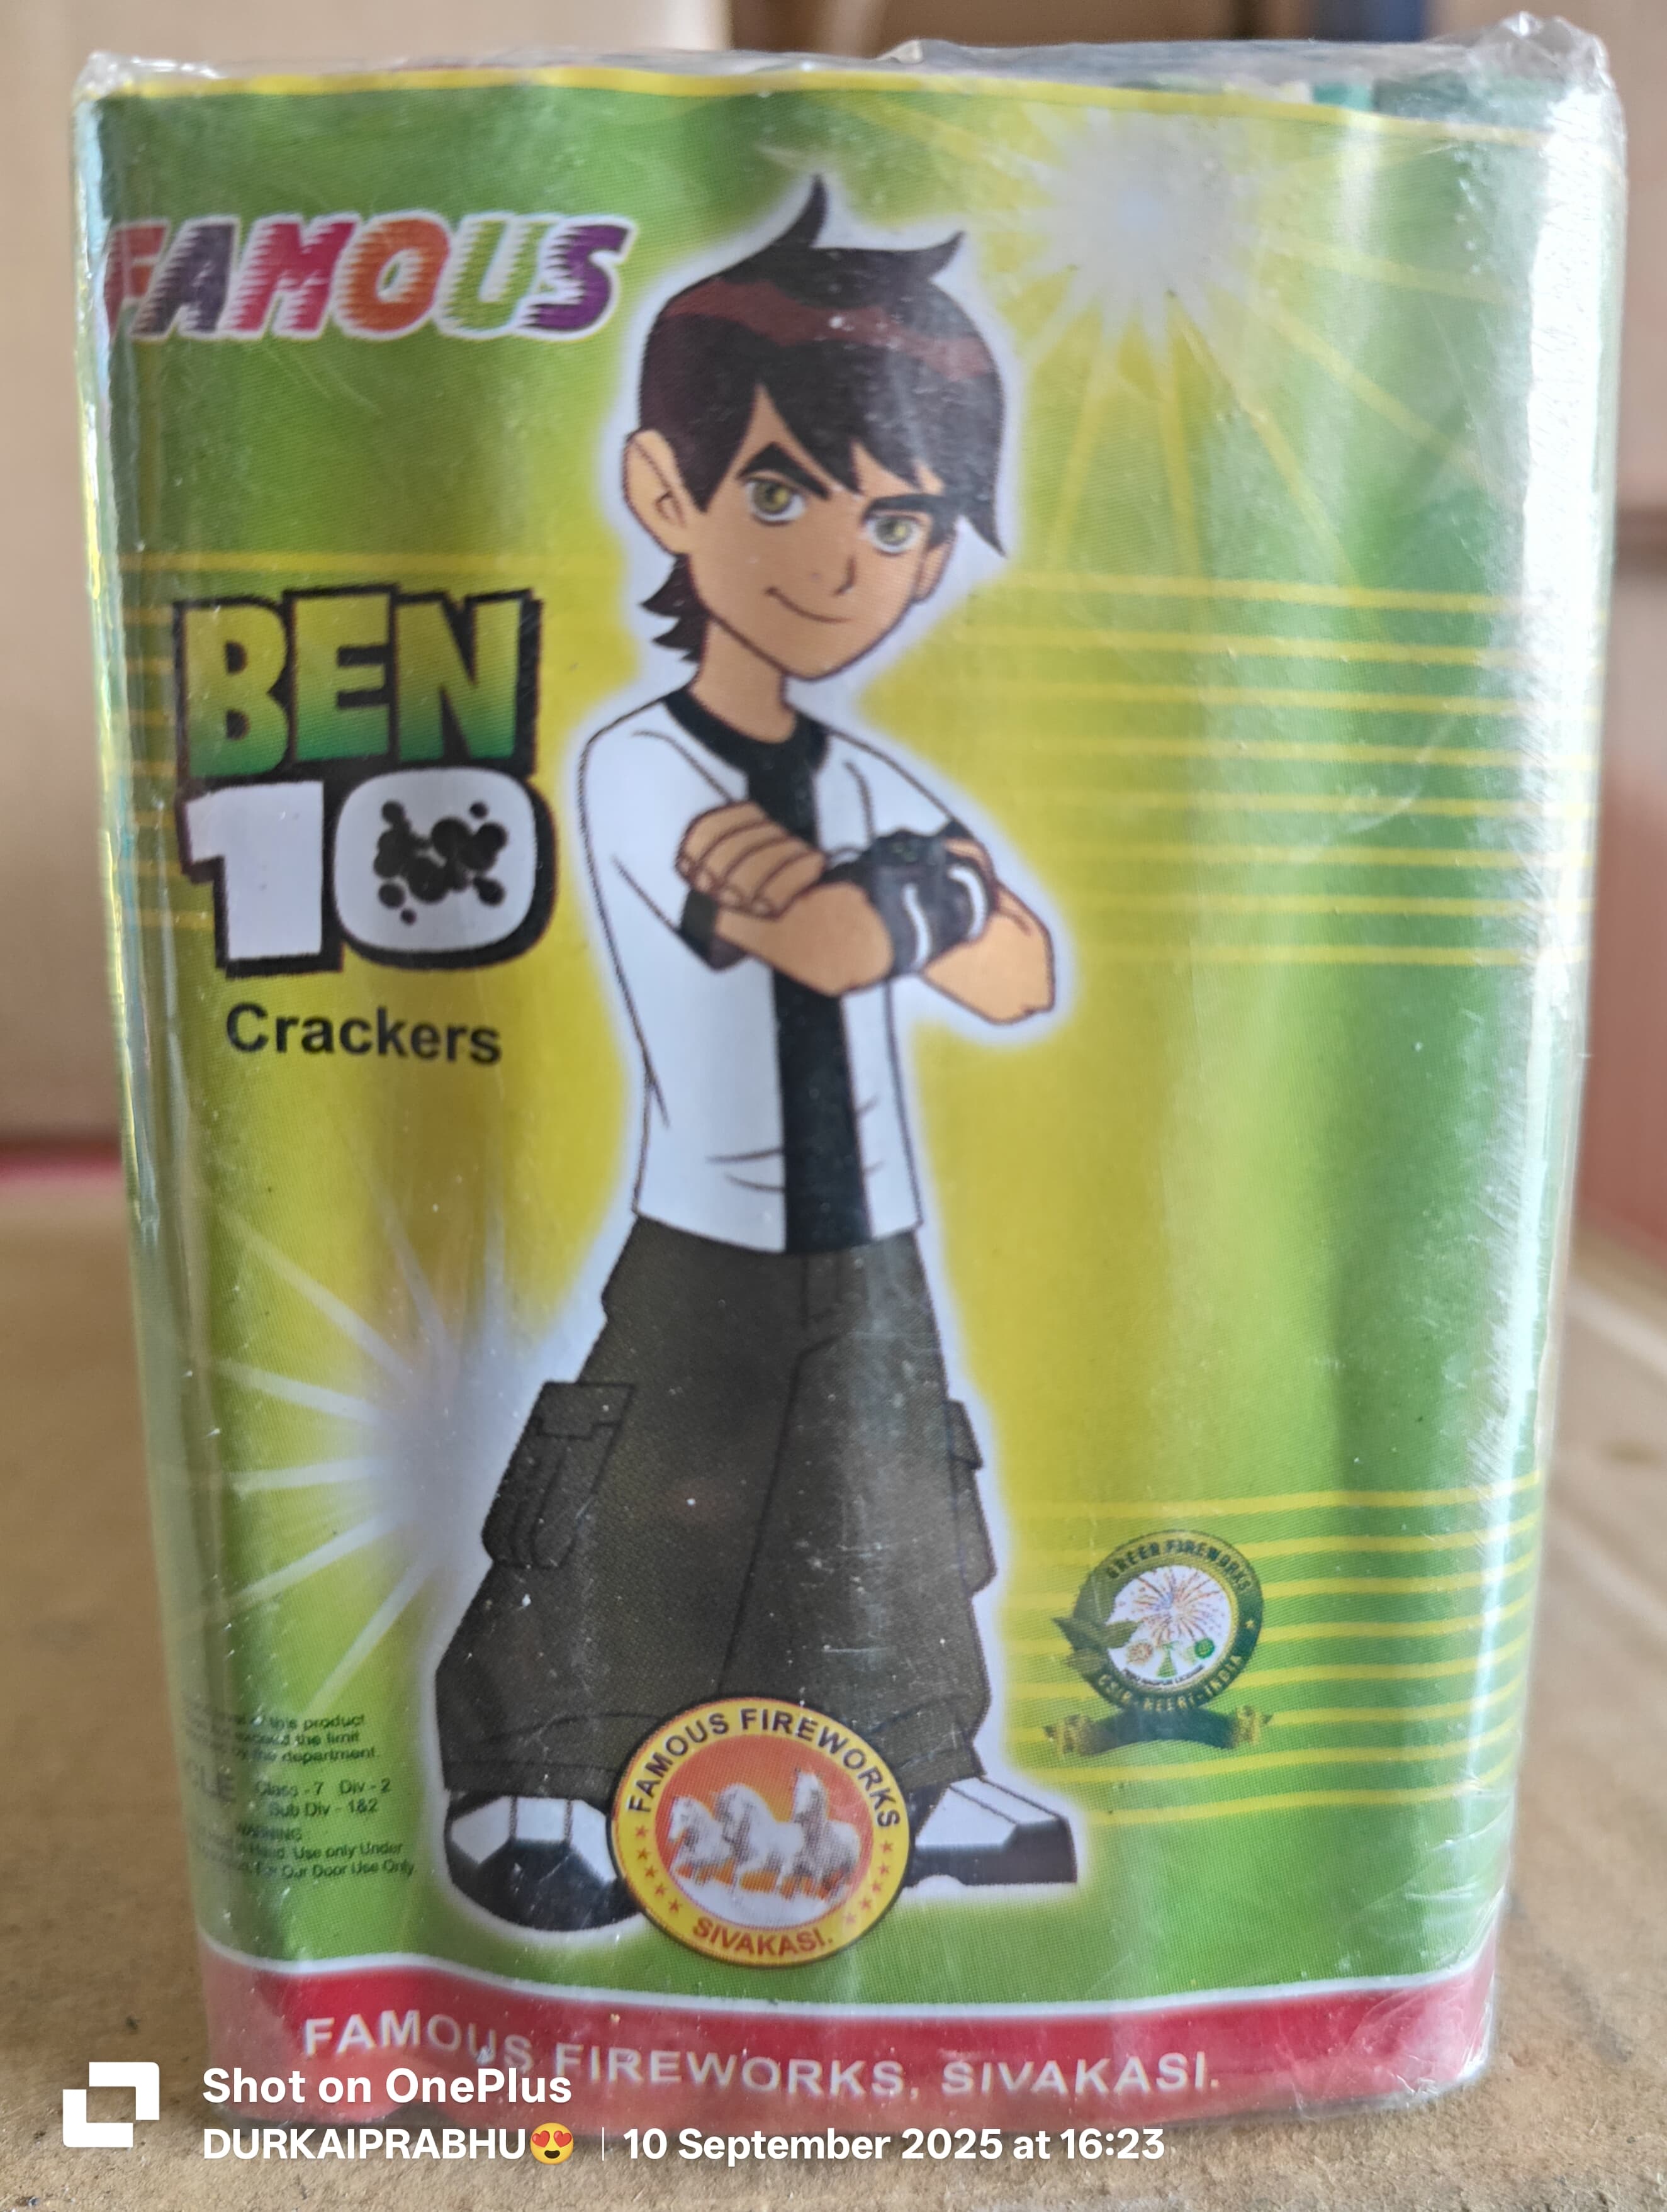 FAMOUS
BEN
10
Crackers
GREEN FIREWORKS
CSIR-NEERI-INDIA
this product
the limit
the department.
Class - 7 Div - 2
Sub Div - 1&2
WARNING
Use only Under
For Our Door Use Only.
FAMOUS FIREWORKS
SIVAKASI.
FAMOUS FIREWORKS, SIVAKASI.
Shot on OnePlus
DURKAIPRABHU😍 | 10 September 2025 at 16:23